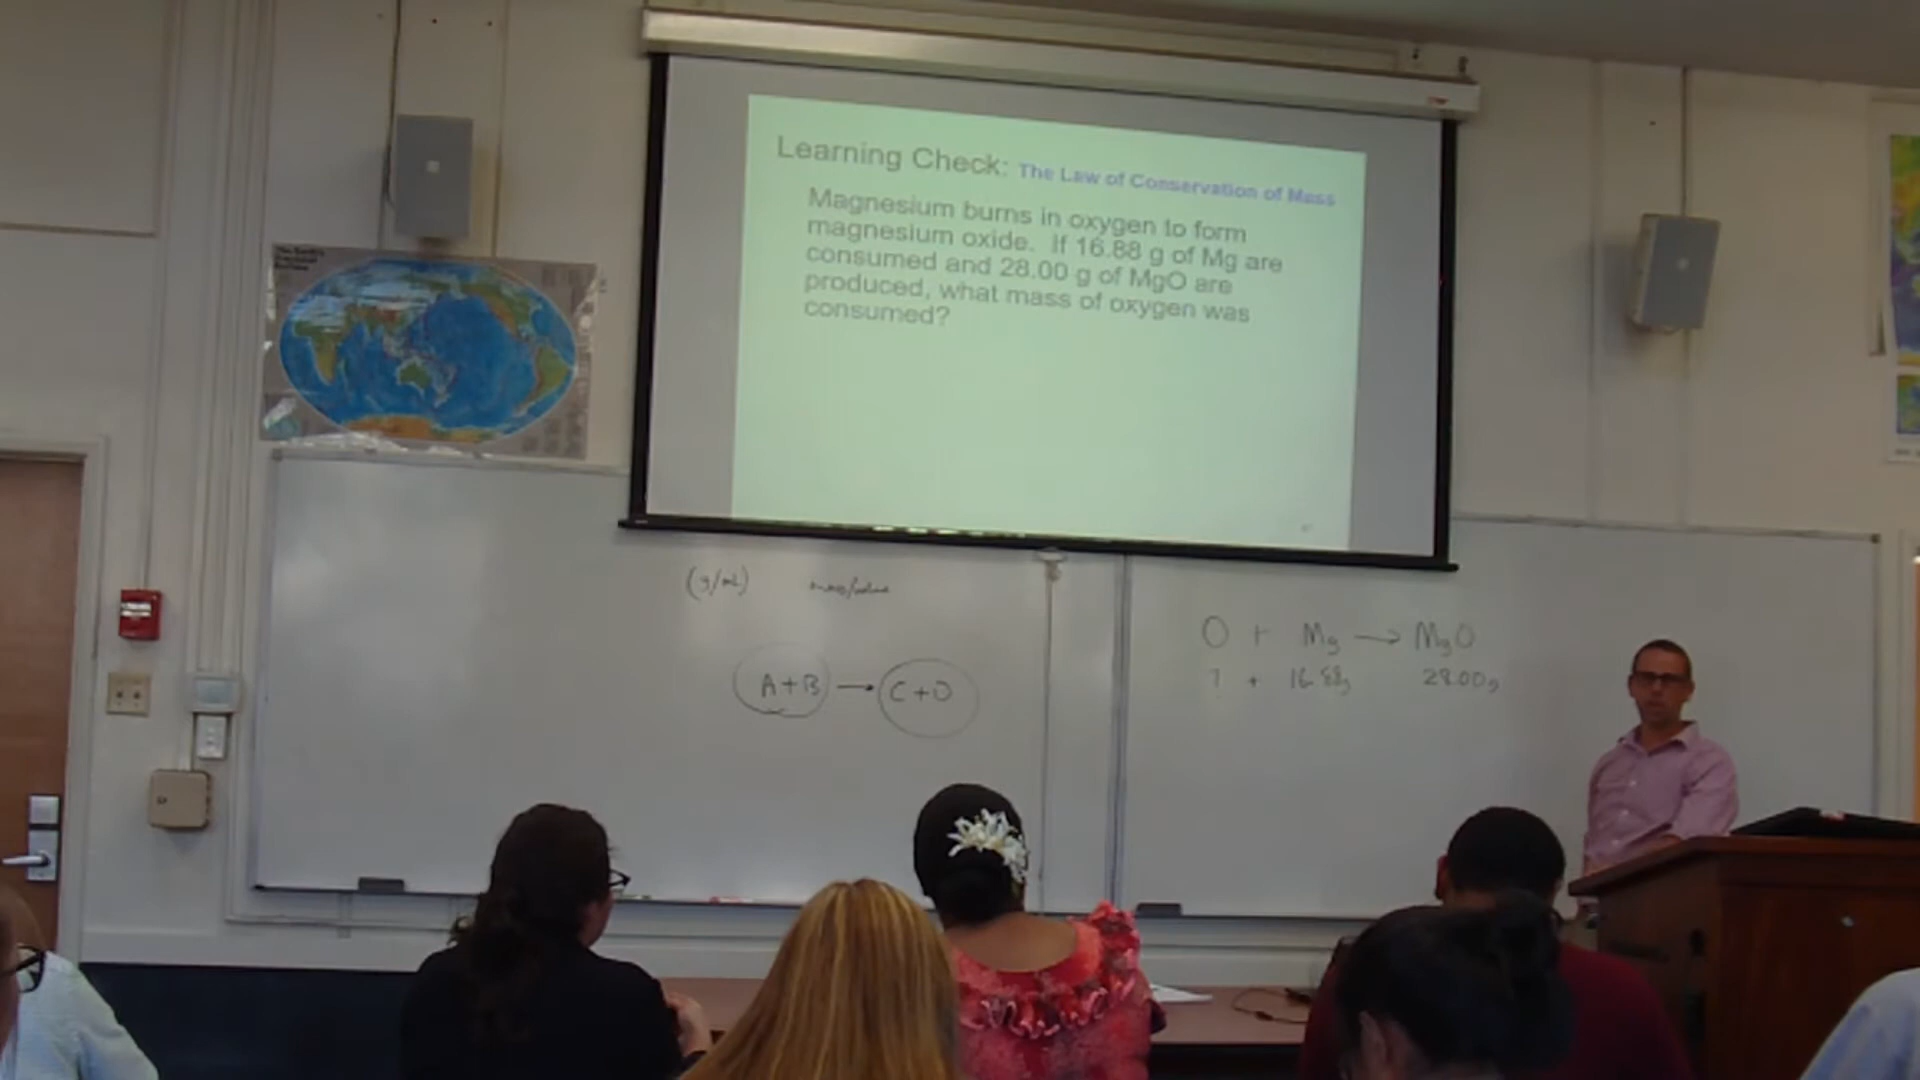 Learning Check: The Law of Conservation of Mass
Magnesium burns in oxygen to form
magnesium oxide. If 16.88 g of Mg are
consumed and 28.00 g of MgO are
produced, what mass of oxygen was
consumed?
(g/mL) mass/volume
A+B → C+D
O + Mg → MgO
? + 16.88g 28.00g